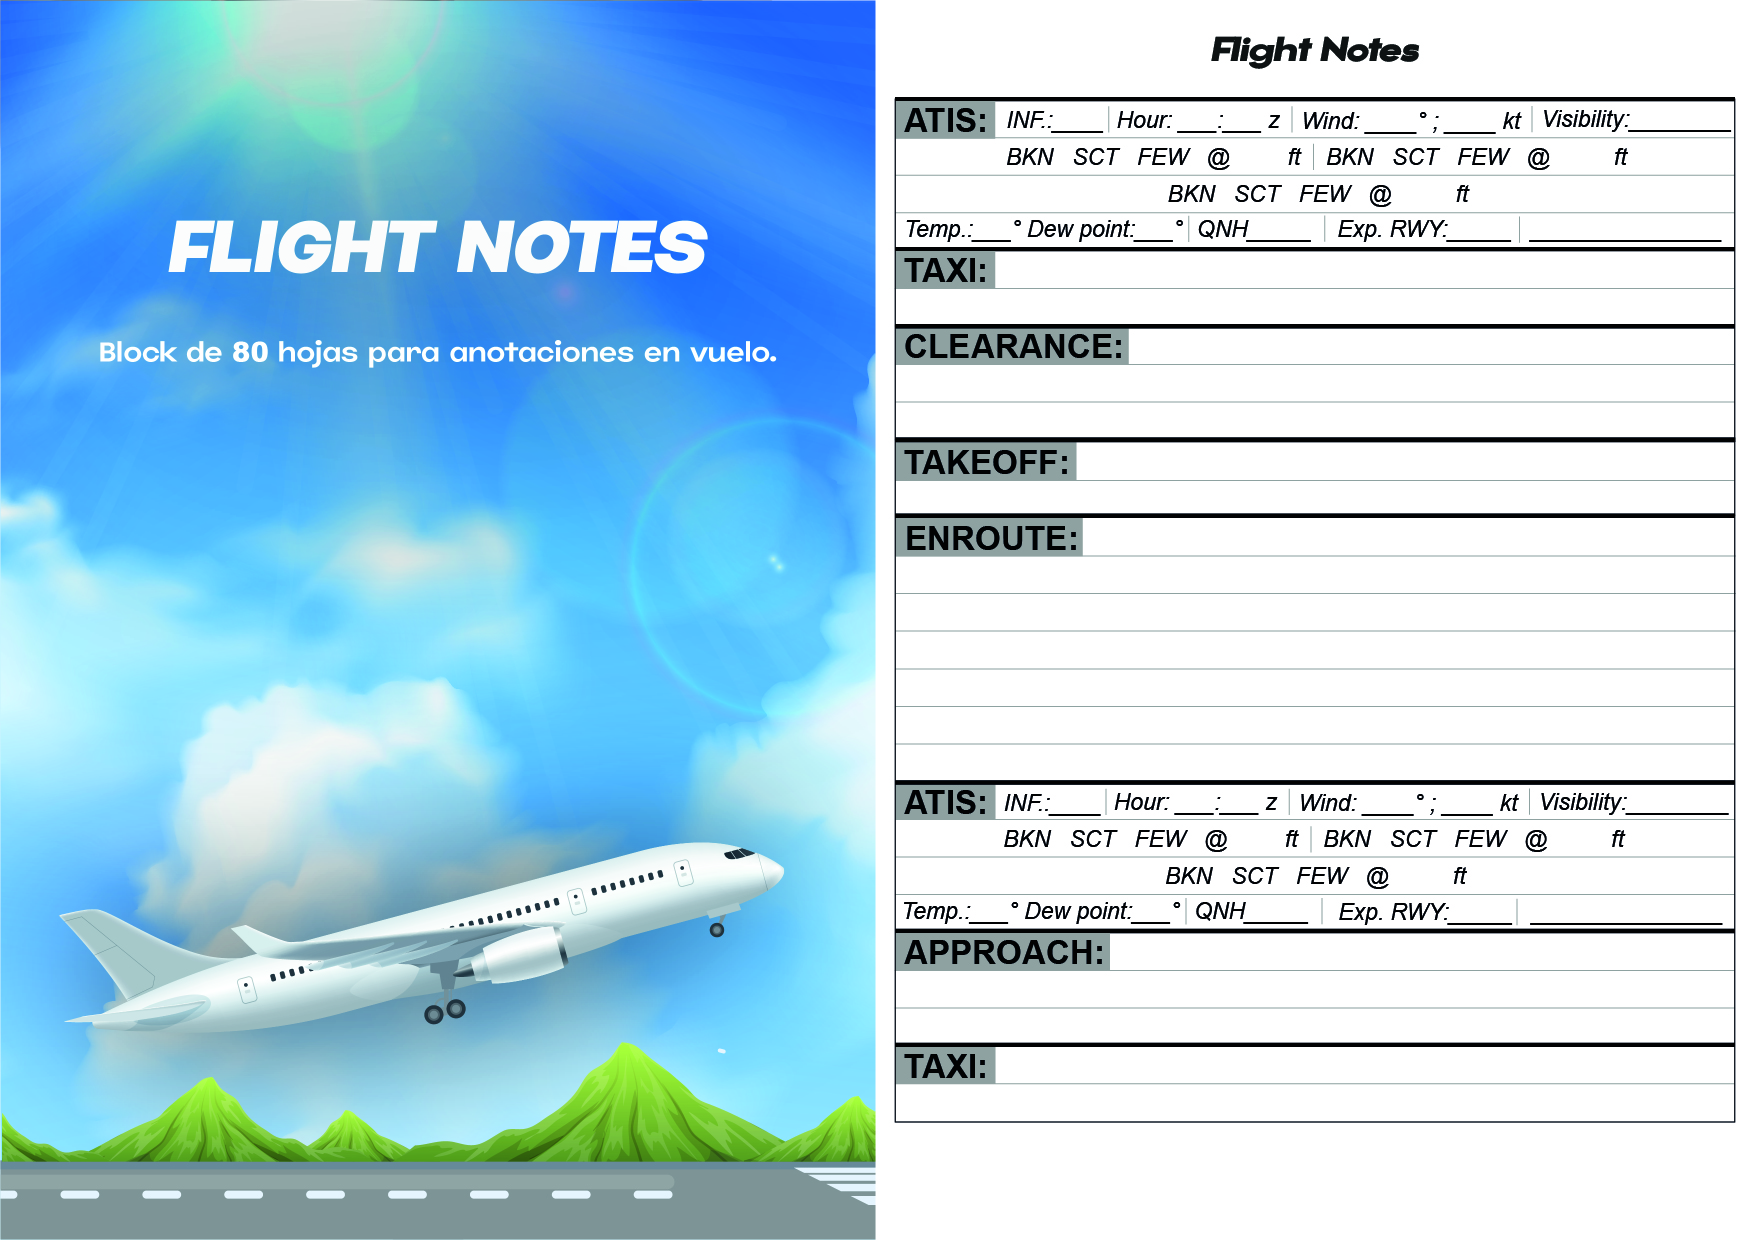 FLIGHT NOTES
Block de 80 hojas para anotaciones en vuelo.
Flight Notes
ATIS: INF.:____ | Hour: ___:___ z | Wind: ____° ; ____ kt | Visibility:________
BKN SCT FEW @ ft | BKN SCT FEW @ ft
BKN SCT FEW @ ft
Temp.:___° Dew point:___° | QNH_____ | Exp. RWY:_____ | _______________
TAXI:
CLEARANCE:
TAKEOFF:
ENROUTE:
ATIS: INF.:____ | Hour: ___:___ z | Wind: ____° ; ____ kt | Visibility:________
BKN SCT FEW @ ft | BKN SCT FEW @ ft
BKN SCT FEW @ ft
Temp.:___° Dew point:___° | QNH_____ | Exp. RWY:_____ | _______________
APPROACH:
TAXI: